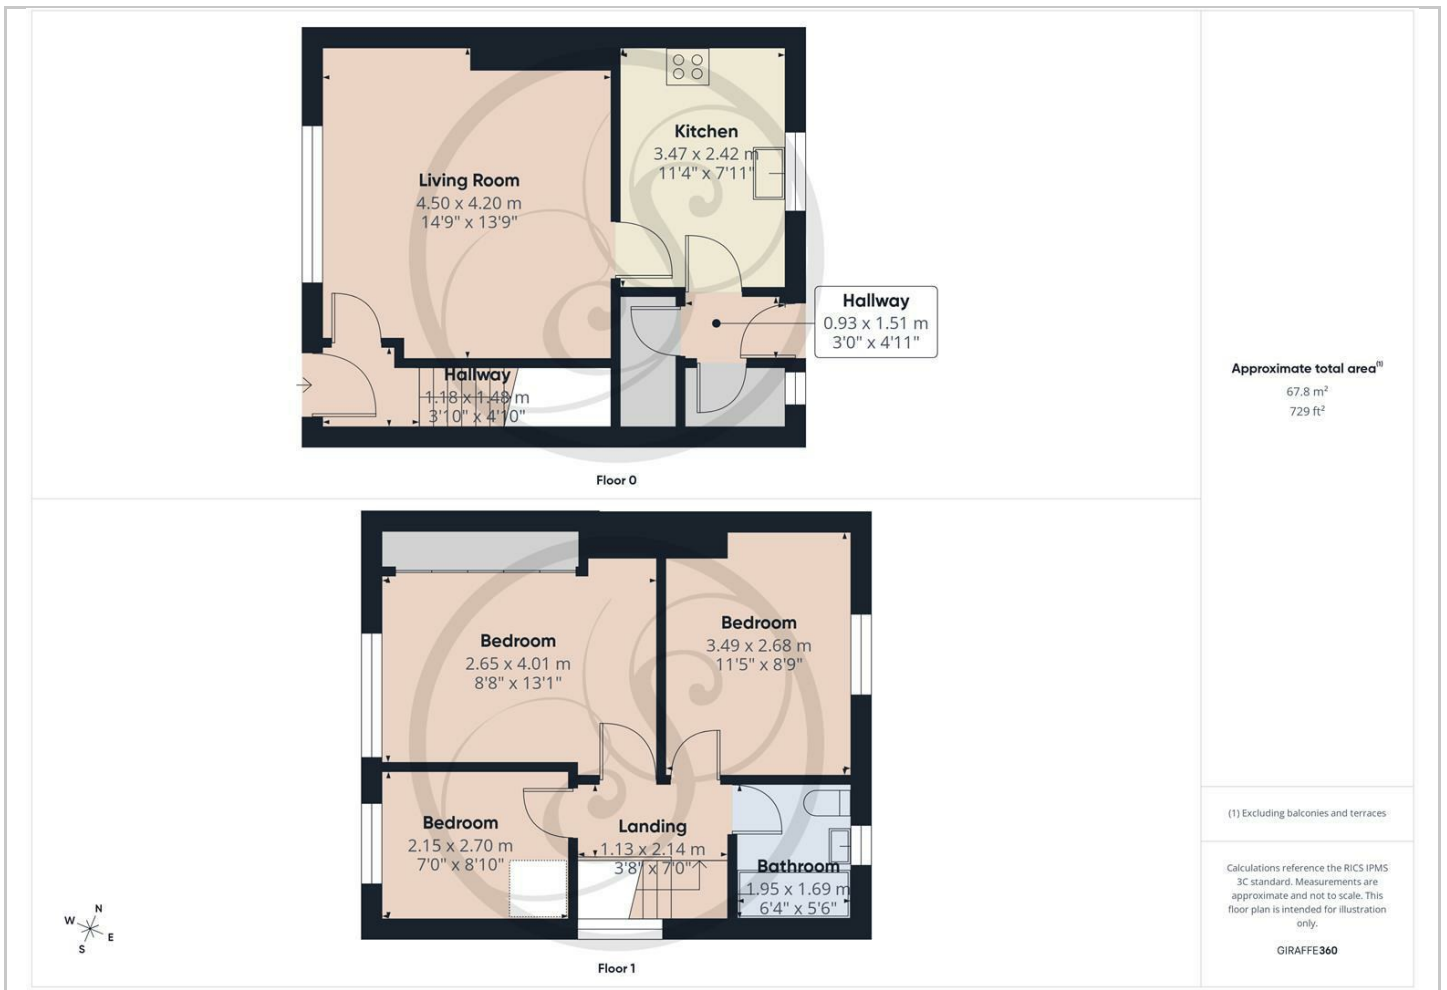 Living Room
4.50 x 4.20 m
14'9" x 13'9"
Kitchen
3.47 x 2.42 m
11'4" x 7'11"
Hallway
0.93 x 1.51 m
3'0" x 4'11"
Hallway
1.18 x 1.48 m
3'10" x 4'10"
Floor 0
Bedroom
2.65 x 4.01 m
8'8" x 13'1"
Bedroom
3.49 x 2.68 m
11'5" x 8'9"
Bedroom
2.15 x 2.70 m
7'0" x 8'10"
Landing
1.13 x 2.14 m
3'8" x 7'0"
Bathroom
1.95 x 1.69 m
6'4" x 5'6"
Floor 1
N
W
E
S
Approximate total area(1)
67.8 m²
729 ft²
(1) Excluding balconies and terraces
Calculations reference the RICS IPMS
3C standard. Measurements are
approximate and not to scale. This
floor plan is intended for illustration
only.
GIRAFFE360